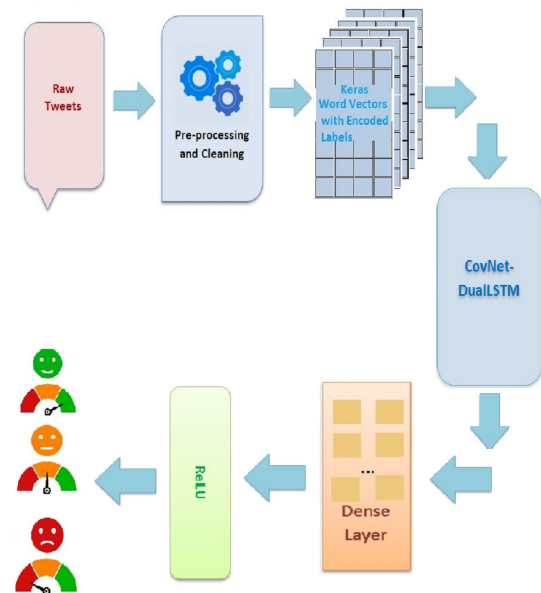 Raw
Tweets
Pre-processing
and Cleaning
Keras
Word Vectors
with Encoded
Labels
CovNet-
DualLSTM
...
Dense
Layer
ReLU